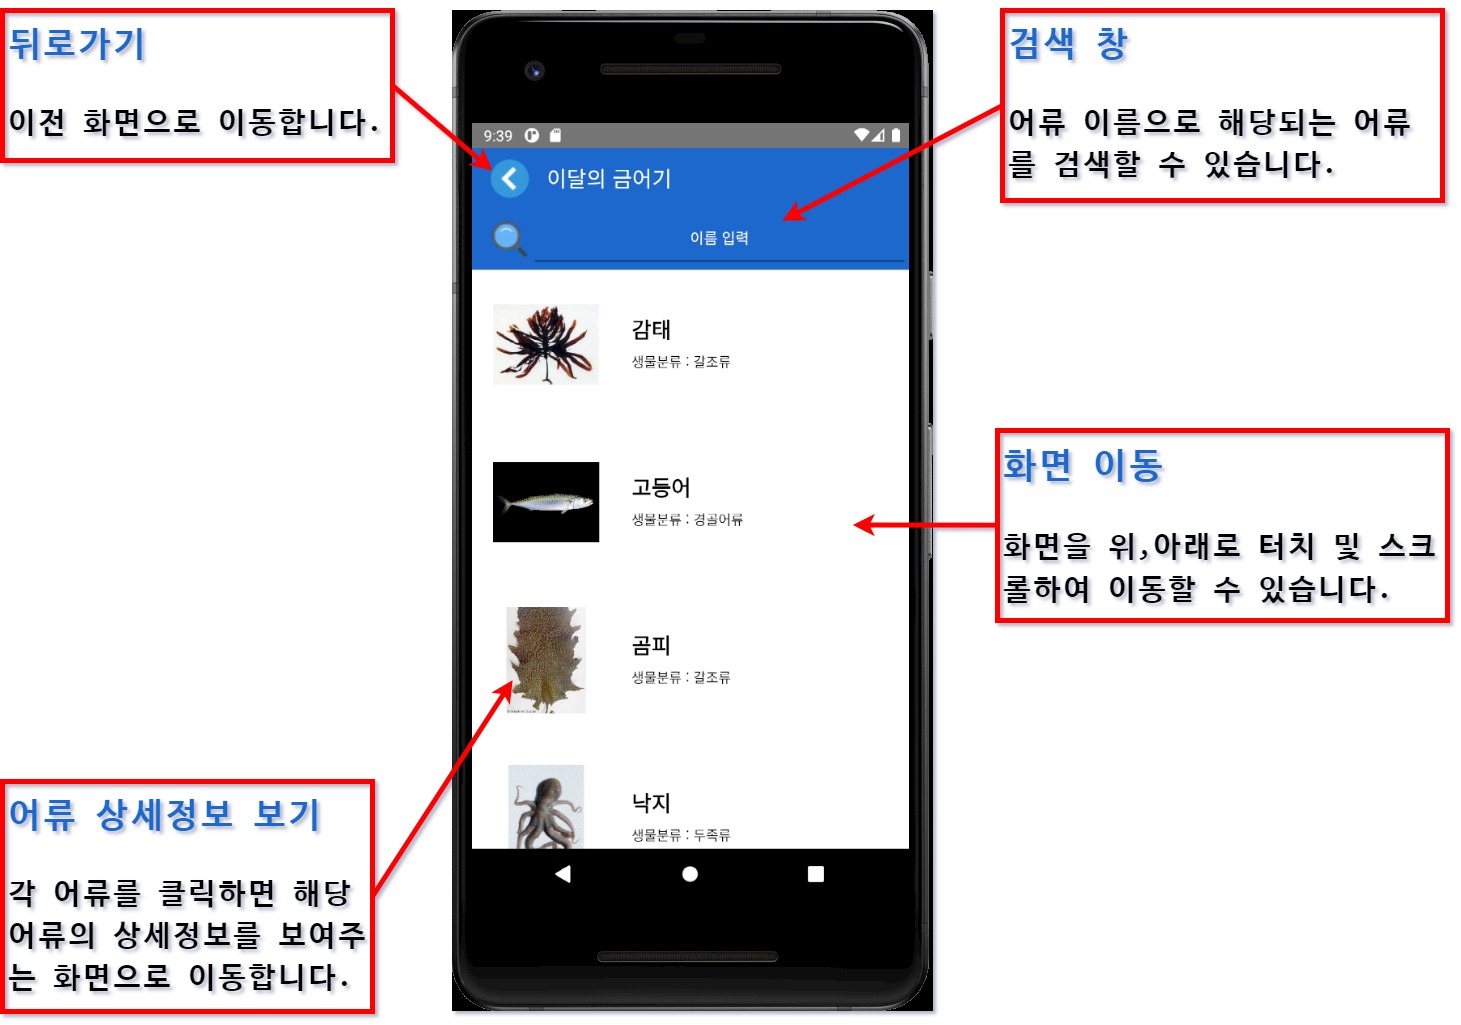 뒤로가기
이전 화면으로 이동합니다.
검색 창
어류 이름으로 해당되는 어류
를 검색할 수 있습니다.
9:39
이달의 금어기
이름 입력
감태
생물분류 : 갈조류
고등어
생물분류 : 경골어류
곰피
생물분류 : 갈조류
낙지
생물분류 : 두족류
화면 이동
화면을 위,아래로 터치 및 스크
롤하여 이동할 수 있습니다.
어류 상세정보 보기
각 어류를 클릭하면 해당
어류의 상세정보를 보여주
는 화면으로 이동합니다.